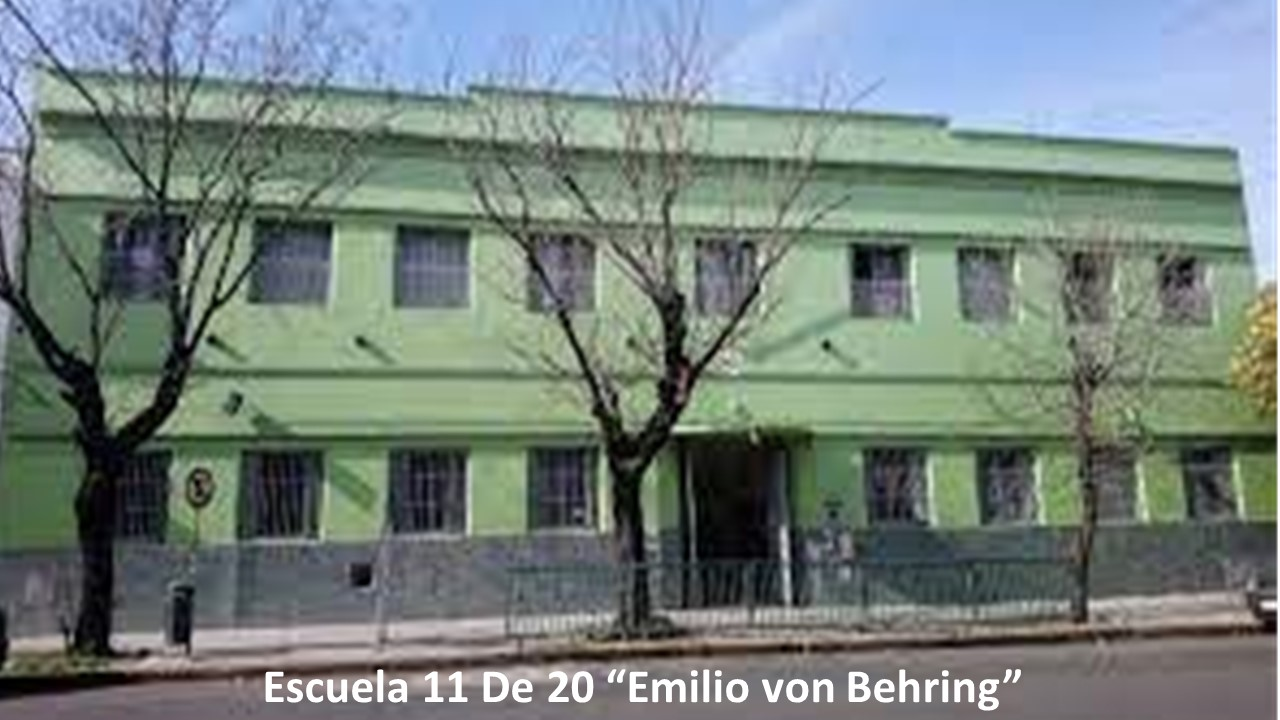 Escuela 11 De 20 “Emilio von Behring”